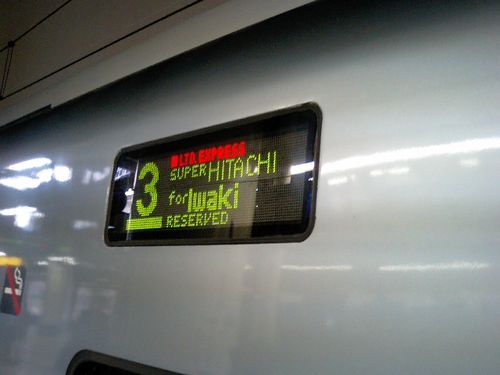 LTD. EXPRESS
3 SUPER HITACHI
for Iwaki
RESERVED